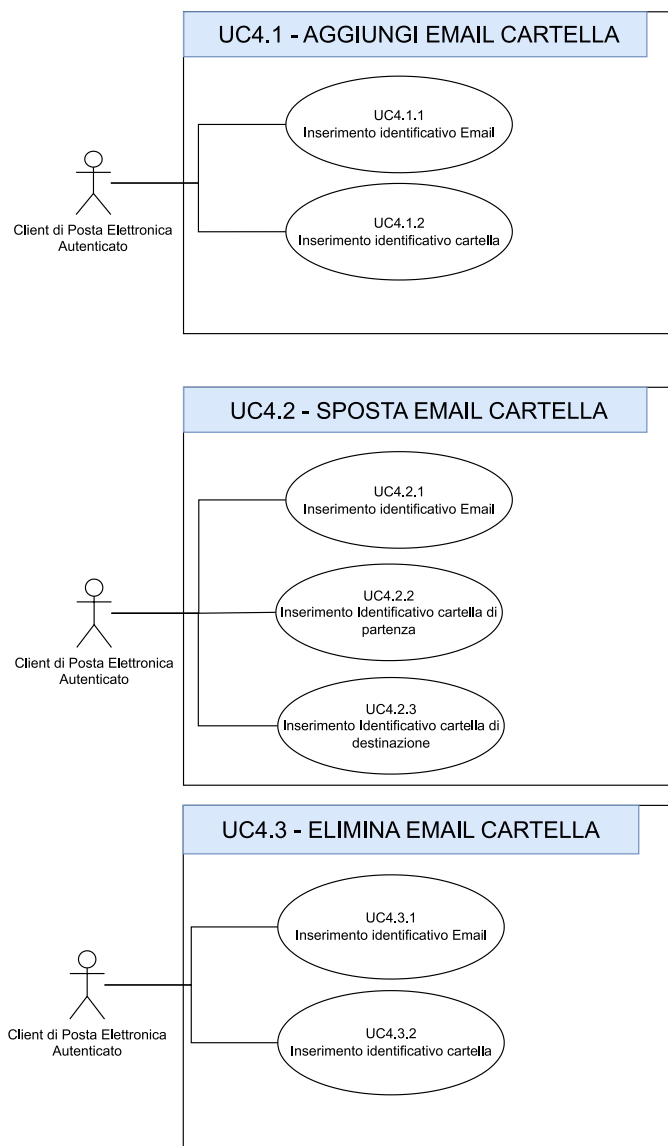 UC4.1 - AGGIUNGI EMAIL CARTELLA
UC4.1.1
Inserimento identificativo Email
Client di Posta Elettronica
Autenticato
UC4.1.2
Inserimento identificativo cartella
UC4.2 - SPOSTA EMAIL CARTELLA
UC4.2.1
Inserimento identificativo Email
UC4.2.2
Inserimento Identificativo cartella di
partenza
Client di Posta Elettronica
Autenticato
UC4.2.3
Inserimento Identificativo cartella di
destinazione
UC4.3 - ELIMINA EMAIL CARTELLA
UC4.3.1
Inserimento identificativo Email
Client di Posta Elettronica
Autenticato
UC4.3.2
Inserimento identificativo cartella